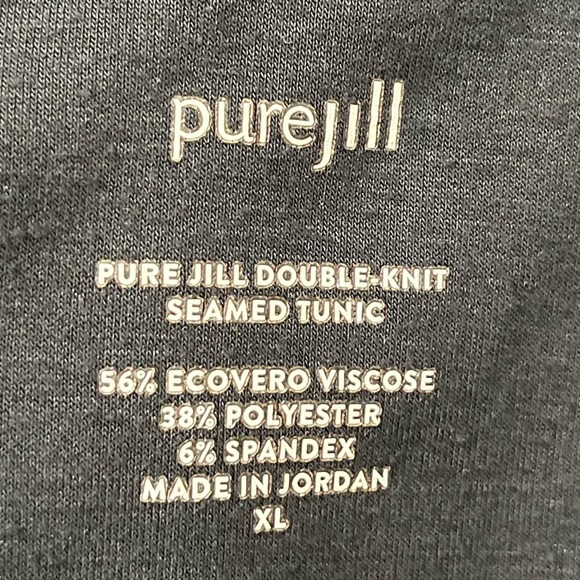 purejill
PURE JILL DOUBLE-KNIT
SEAMED TUNIC
56% ECOVERO VISCOSE
38% POLYESTER
6% SPANDEX
MADE IN JORDAN
XL